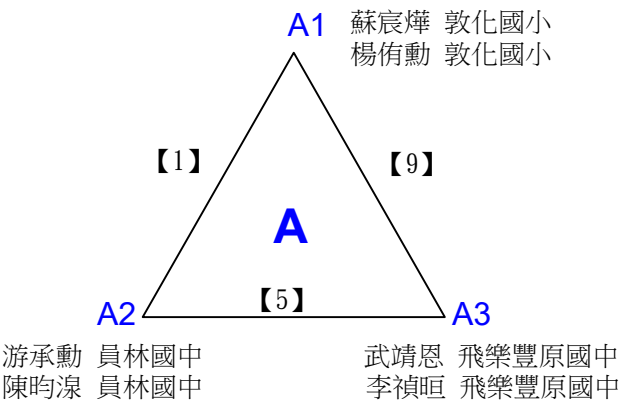 A1 蘇宸燁 敦化國小
楊侑勳 敦化國小
【1】 【9】
A
【5】
A2 A3
游承勳 員林國中 武靖恩 飛樂豐原國中
陳昀湶 員林國中 李禎晅 飛樂豐原國中